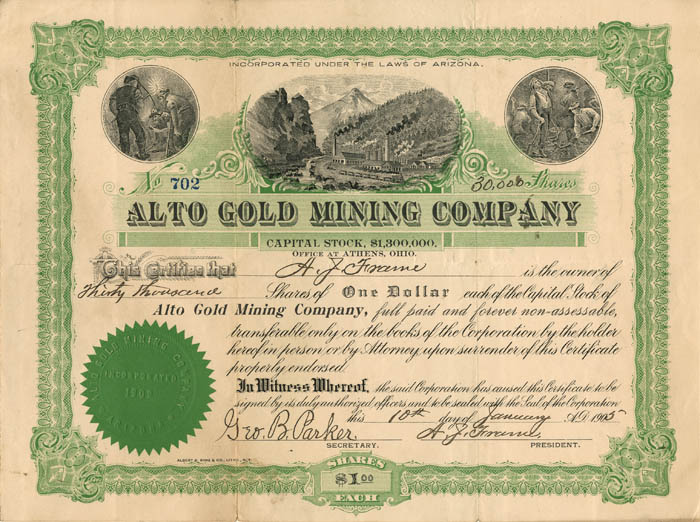 INCORPORATED UNDER THE LAWS OF ARIZONA.
No 702 30,000 Shares
ALTO GOLD MINING COMPANY
CAPITAL STOCK, $1,300,000.
OFFICE AT ATHENS, OHIO.
This Certifies that A. J. Frame is the owner of
Thirty thousand Shares of One Dollar each of the Capital Stock of
Alto Gold Mining Company, full paid and forever non-assessable,
transferable only on the books of the Corporation by the holder
hereof in person or by Attorney, upon surrender of this Certificate
properly endorsed.
In Witness Whereof, the said Corporation has caused this Certificate to be
signed by its duly authorized officers and to be sealed with the Seal of the Corporation
this 10th day of January A.D. 1905
Geo. B. Parker. A. J. Frame.
SECRETARY. PRESIDENT.
ALTO GOLD MINING COMPANY
INCORPORATED
1902
SHARES
$1.00
EACH